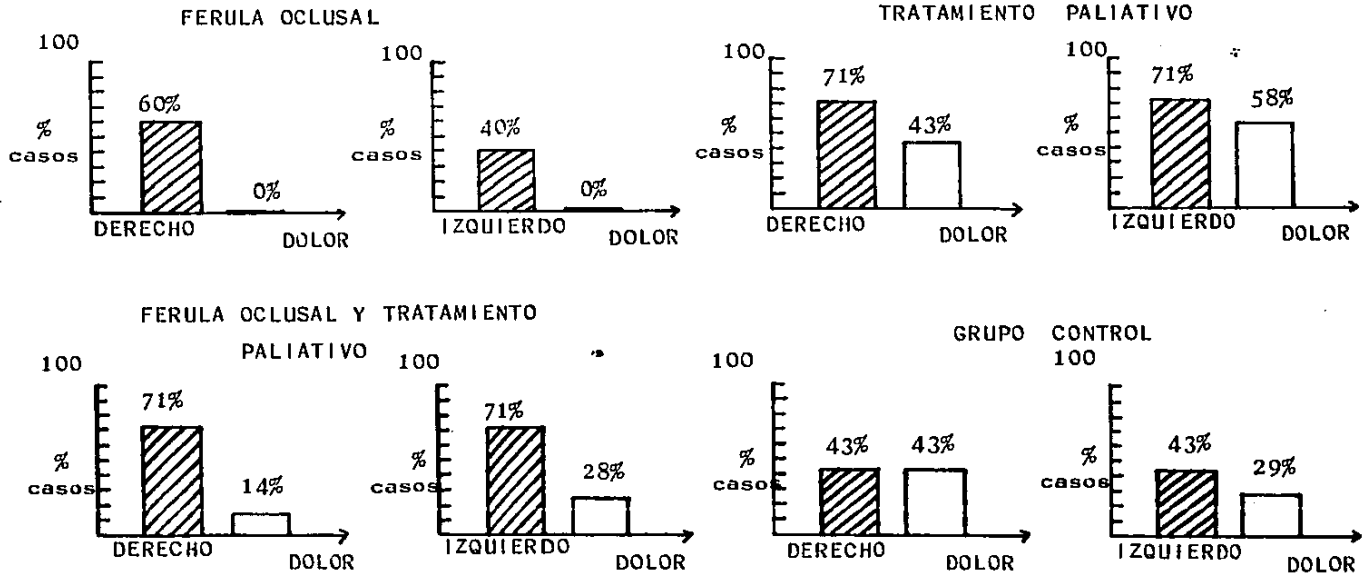 FERULA OCLUSAL
100
60%
%
casos
0%
DERECHO
DOLOR
100
40%
%
casos
0%
IZQUIERDO
DOLOR
TRATAMIENTO PALIATIVO
100
71%
%
casos
43%
DERECHO
DOLOR
100
71%
%
casos
58%
IZQUIERDO
DOLOR
FERULA OCLUSAL Y TRATAMIENTO
PALIATIVO
100
71%
%
casos
14%
DERECHO
DOLOR
100
71%
%
casos
28%
IZQUIERDO
DOLOR
GRUPO CONTROL
100
43%
43%
%
casos
DERECHO
DOLOR
100
43%
%
casos
29%
IZQUIERDO
DOLOR